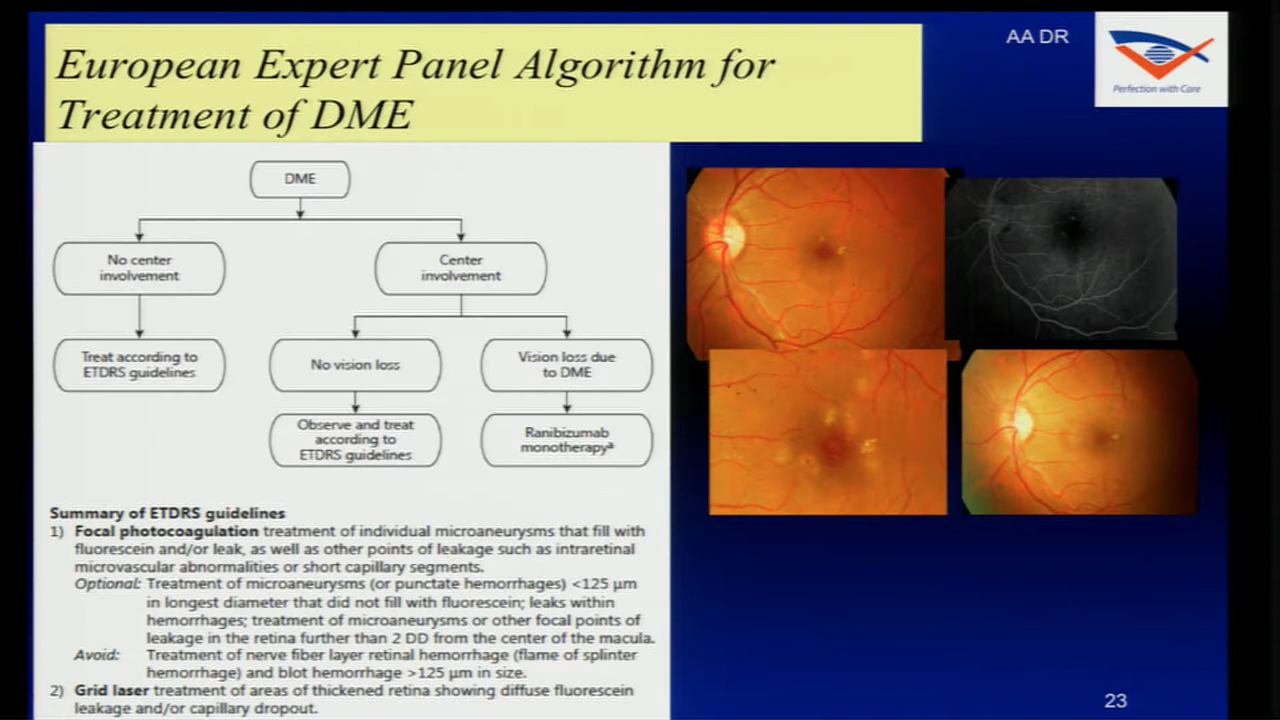 European Expert Panel Algorithm for
Treatment of DME
AA DR
Perfection with Care
DME
No center
involvement
Center
involvement
Treat according to
ETDRS guidelines
No vision loss
Vision loss due
to DME
Observe and treat
according to
ETDRS guidelines
Ranibizumab
monotherapyª
Summary of ETDRS guidelines
1) Focal photocoagulation treatment of individual microaneurysms that fill with
fluorescein and/or leak, as well as other points of leakage such as intraretinal
microvascular abnormalities or short capillary segments.
Optional: Treatment of microaneurysms (or punctate hemorrhages) <125 µm
in longest diameter that did not fill with fluorescein; leaks within
hemorrhages; treatment of microaneurysms or other focal points of
leakage in the retina further than 2 DD from the center of the macula.
Avoid: Treatment of nerve fiber layer retinal hemorrhage (flame of splinter
hemorrhage) and blot hemorrhage >125 µm in size.
2) Grid laser treatment of areas of thickened retina showing diffuse fluorescein
leakage and/or capillary dropout.
23